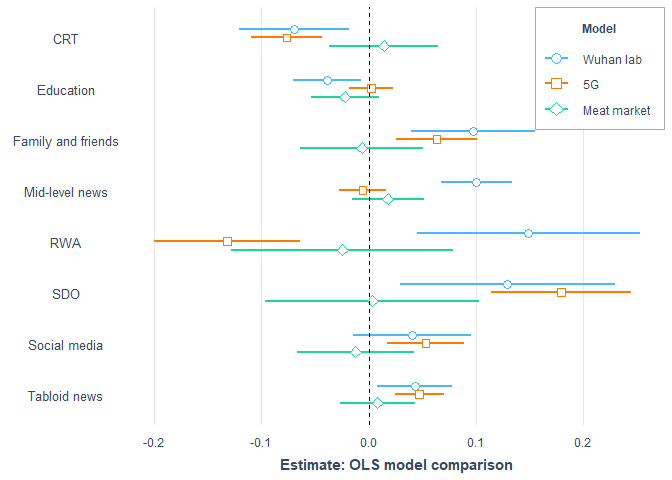 Model
Wuhan lab
5G
Meat market
CRT
Education
Family and friends
Mid-level news
RWA
SDO
Social media
Tabloid news
-0.2 -0.1 0.0 0.1 0.2
Estimate: OLS model comparison